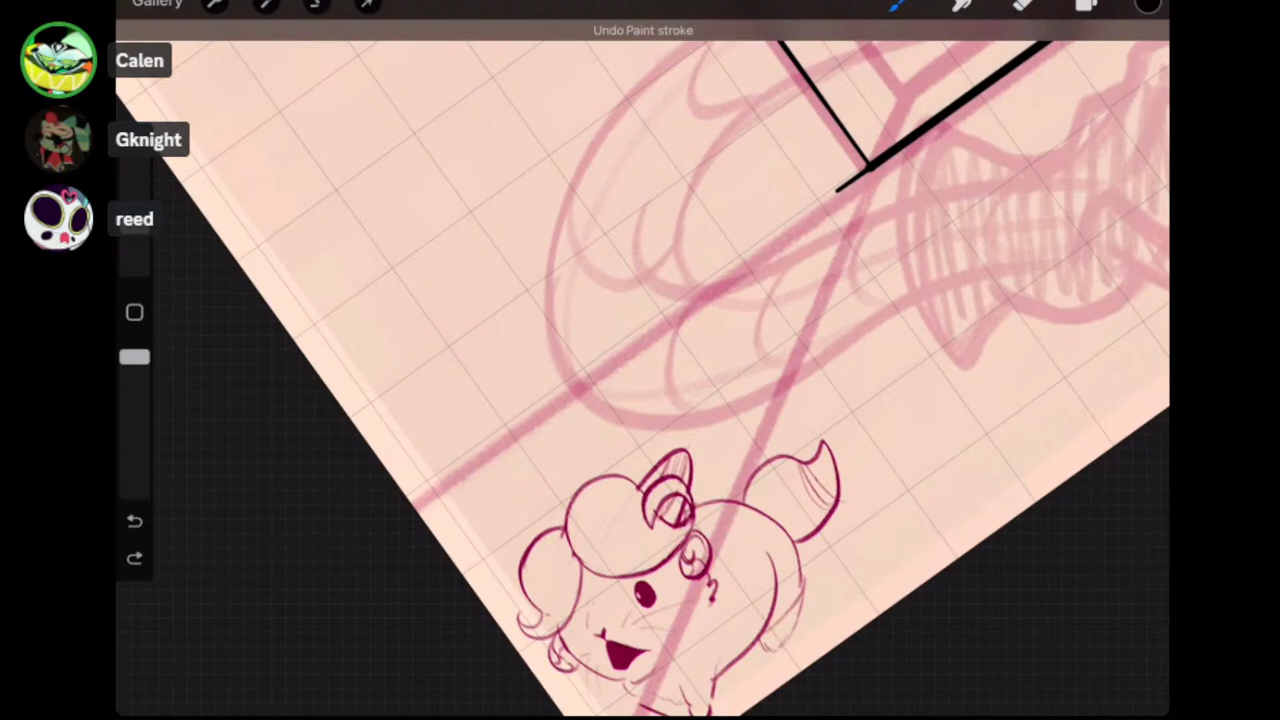 Gallery
Undo Paint stroke
Calen
Gknight
reed